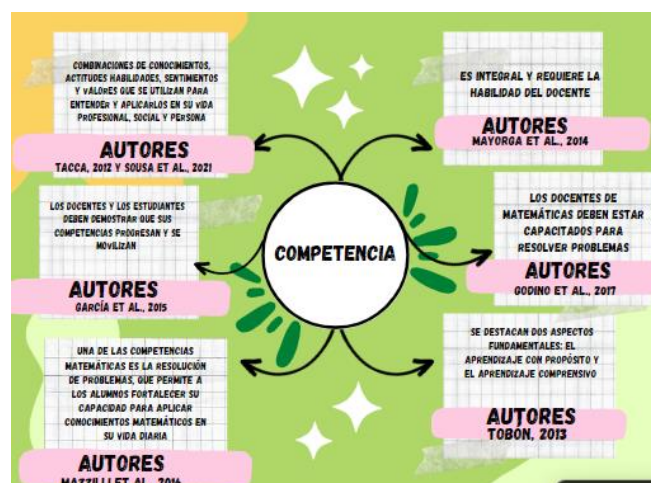 COMBINACIONES DE CONOCIMIENTOS,
ACTITUDES HABILIDADES, SENTIMIENTOS
Y VALORES QUE SE UTILIZAN PARA
ENTENDER Y APLICARLOS EN SU VIDA
PROFESIONAL, SOCIAL Y PERSONA
AUTORES
TACCA, 2012 Y SOUSA ET AL., 2021
ES INTEGRAL Y REQUIERE LA
HABILIDAD DEL DOCENTE
AUTORES
MAYORGA ET AL., 2014
LOS DOCENTES Y LOS ESTUDIANTES
DEBEN DEMOSTRAR QUE SUS
COMPETENCIAS PROGRESAN Y SE
MOVILIZAN
AUTORES
GARCÍA ET AL., 2015
COMPETENCIA
LOS DOCENTES DE
MATEMÁTICAS DEBEN ESTAR
CAPACITADOS PARA
RESOLVER PROBLEMAS
AUTORES
GODINO ET AL., 2017
UNA DE LAS COMPETENCIAS
MATEMÁTICAS ES LA RESOLUCIÓN
DE PROBLEMAS, QUE PERMITE A
LOS ALUMNOS FORTALECER SU
CAPACIDAD PARA APLICAR
CONOCIMIENTOS MATEMÁTICOS EN
SU VIDA DIARIA
AUTORES
MAZZILLI ET AL., 2016
SE DESTACAN DOS ASPECTOS
FUNDAMENTALES: EL
APRENDIZAJE CON PROPÓSITO Y
EL APRENDIZAJE COMPRENSIVO
AUTORES
TOBON, 2013